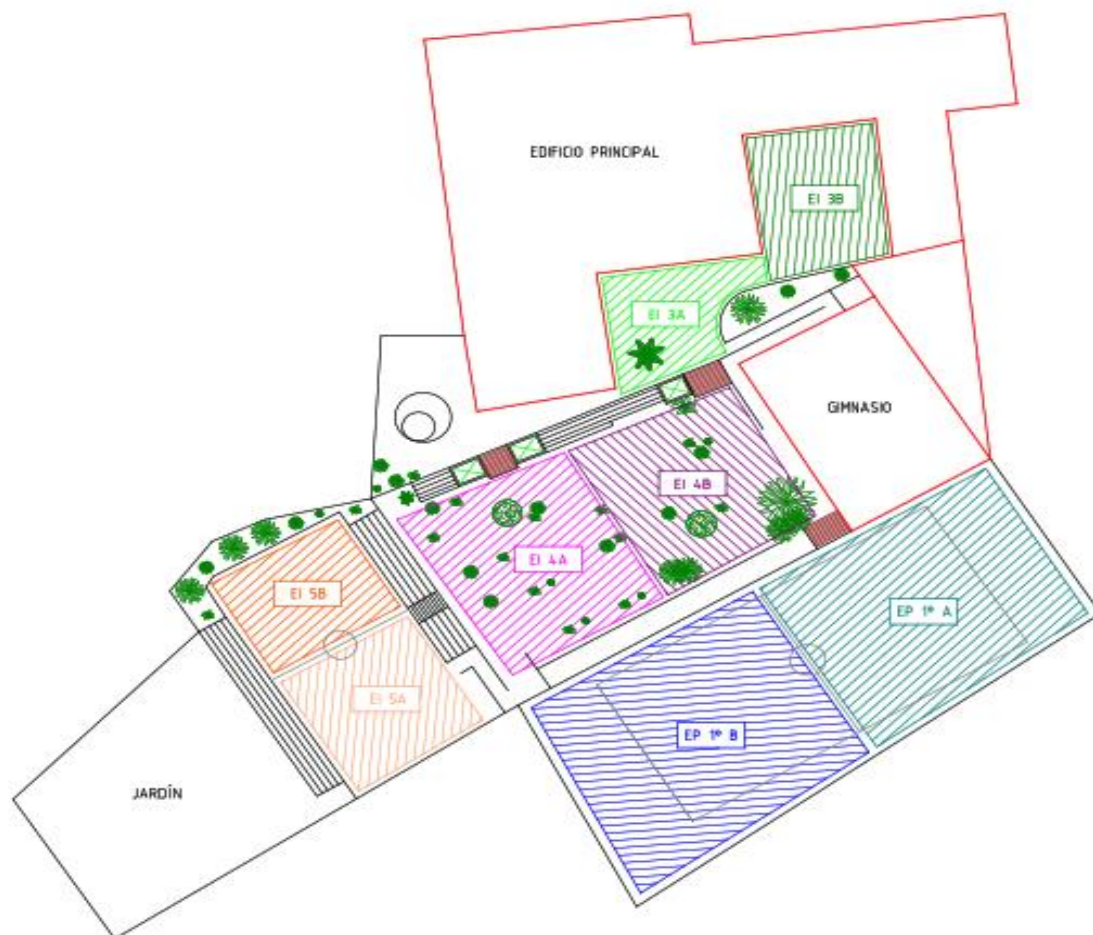 EDIFICIO PRINCIPAL
EI 3B
EI 3A
GIMNASIO
EI 4B
EI 4A
EI 5B
EP 1º A
EI 5A
EP 1º B
JARDÍN